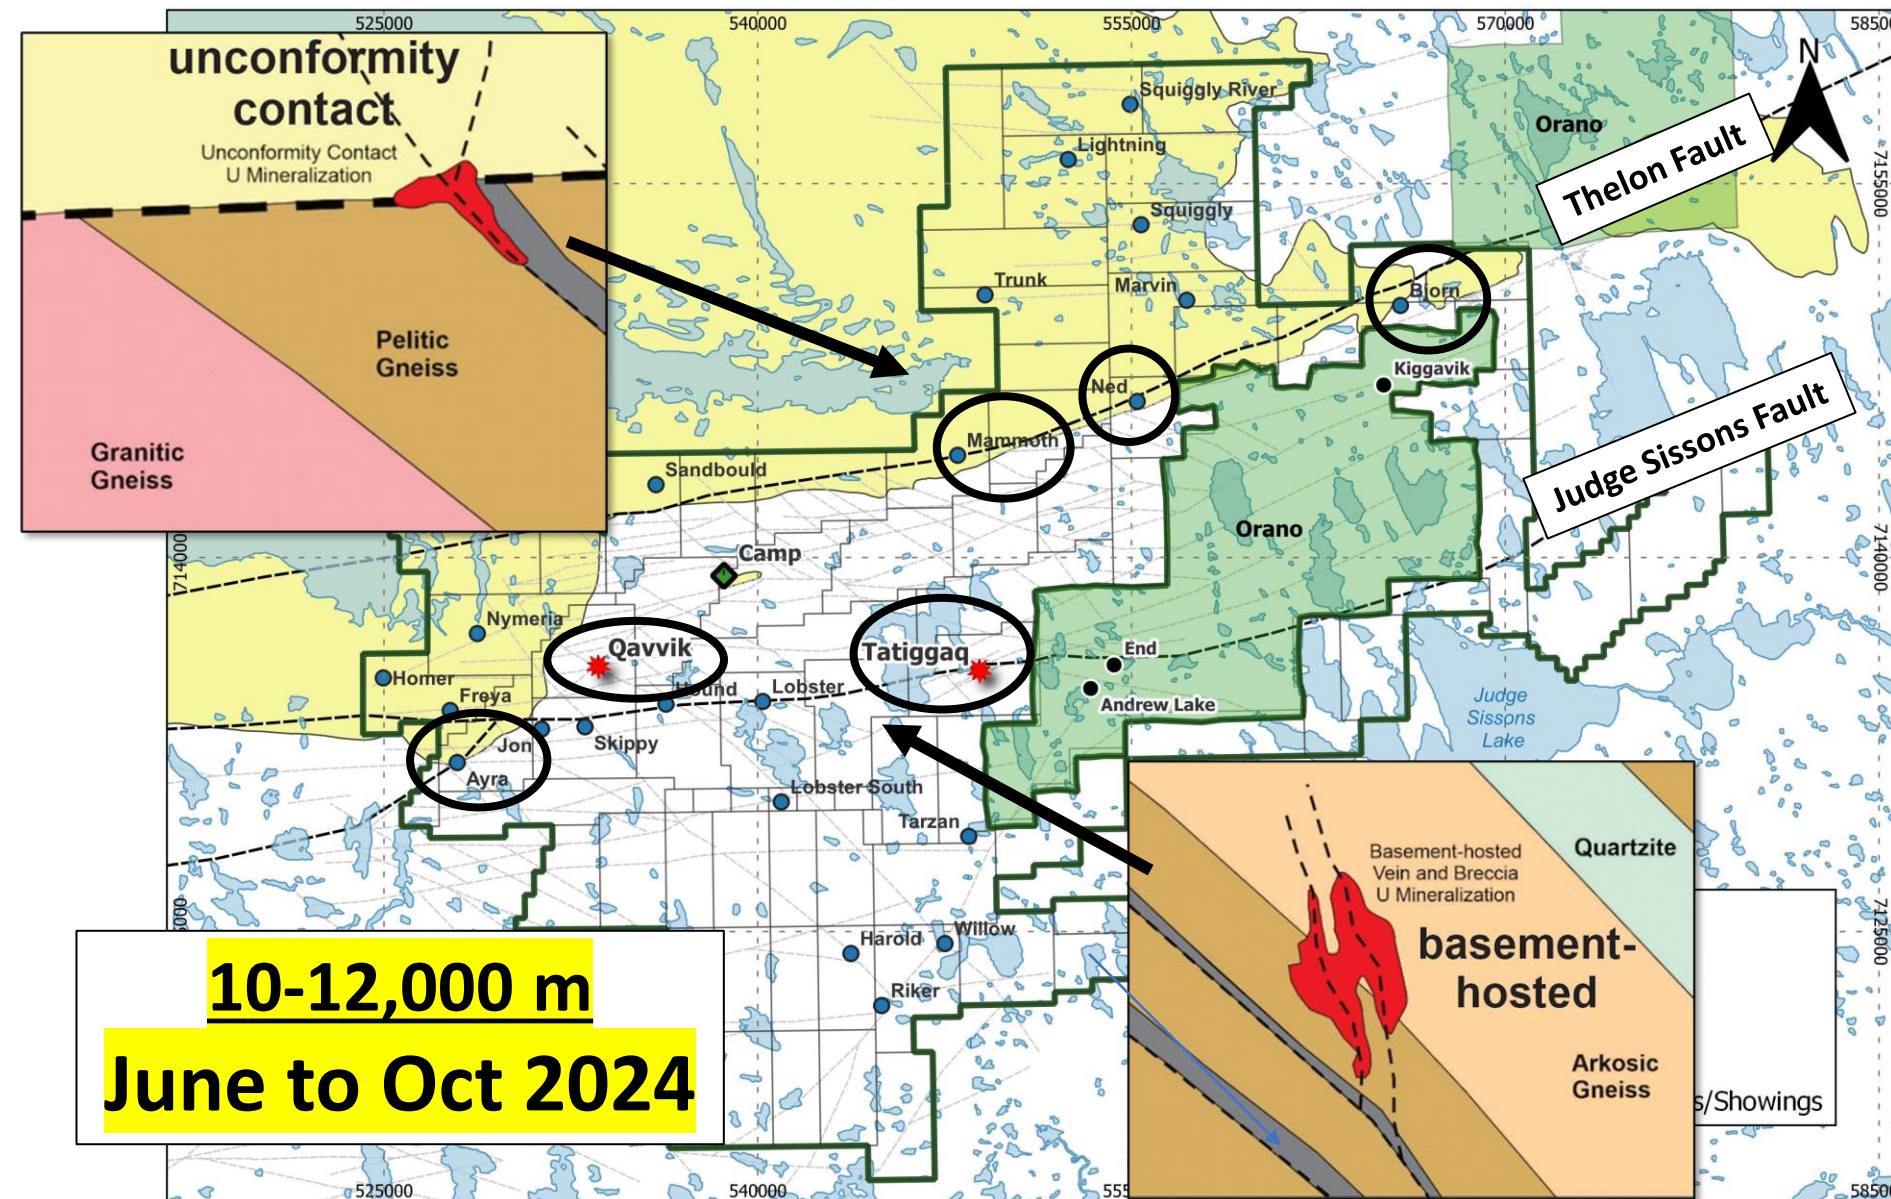 525000
540000
555000
570000
58500
N
unconformity
contact
Unconformity Contact
U Mineralization
Pelitic
Gneiss
Granitic
Gneiss
Squiggly River
Lightning
Squiggly
Trunk
Marvin
Bjorn
Orano
Thelon Fault
7155000
Kiggavik
Ned
Mammoth
Sandbould
Judge Sissons Fault
Orano
Camp
7140000
7140000
Nymeria
Qavvik
Tatiggaq
End
Andrew Lake
Homer
Freya
Hound
Lobster
Jon
Skippy
Ayra
Judge
Sissons
Lake
Lobster South
Tarzan
Harold
Willow
Riker
5000
7125000
10-12,000 m
June to Oct 2024
Quartzite
Basement-hosted
Vein and Breccia
U Mineralization
basement-
hosted
Arkosic
Gneiss
s/Showings
525000
540000
555
58500